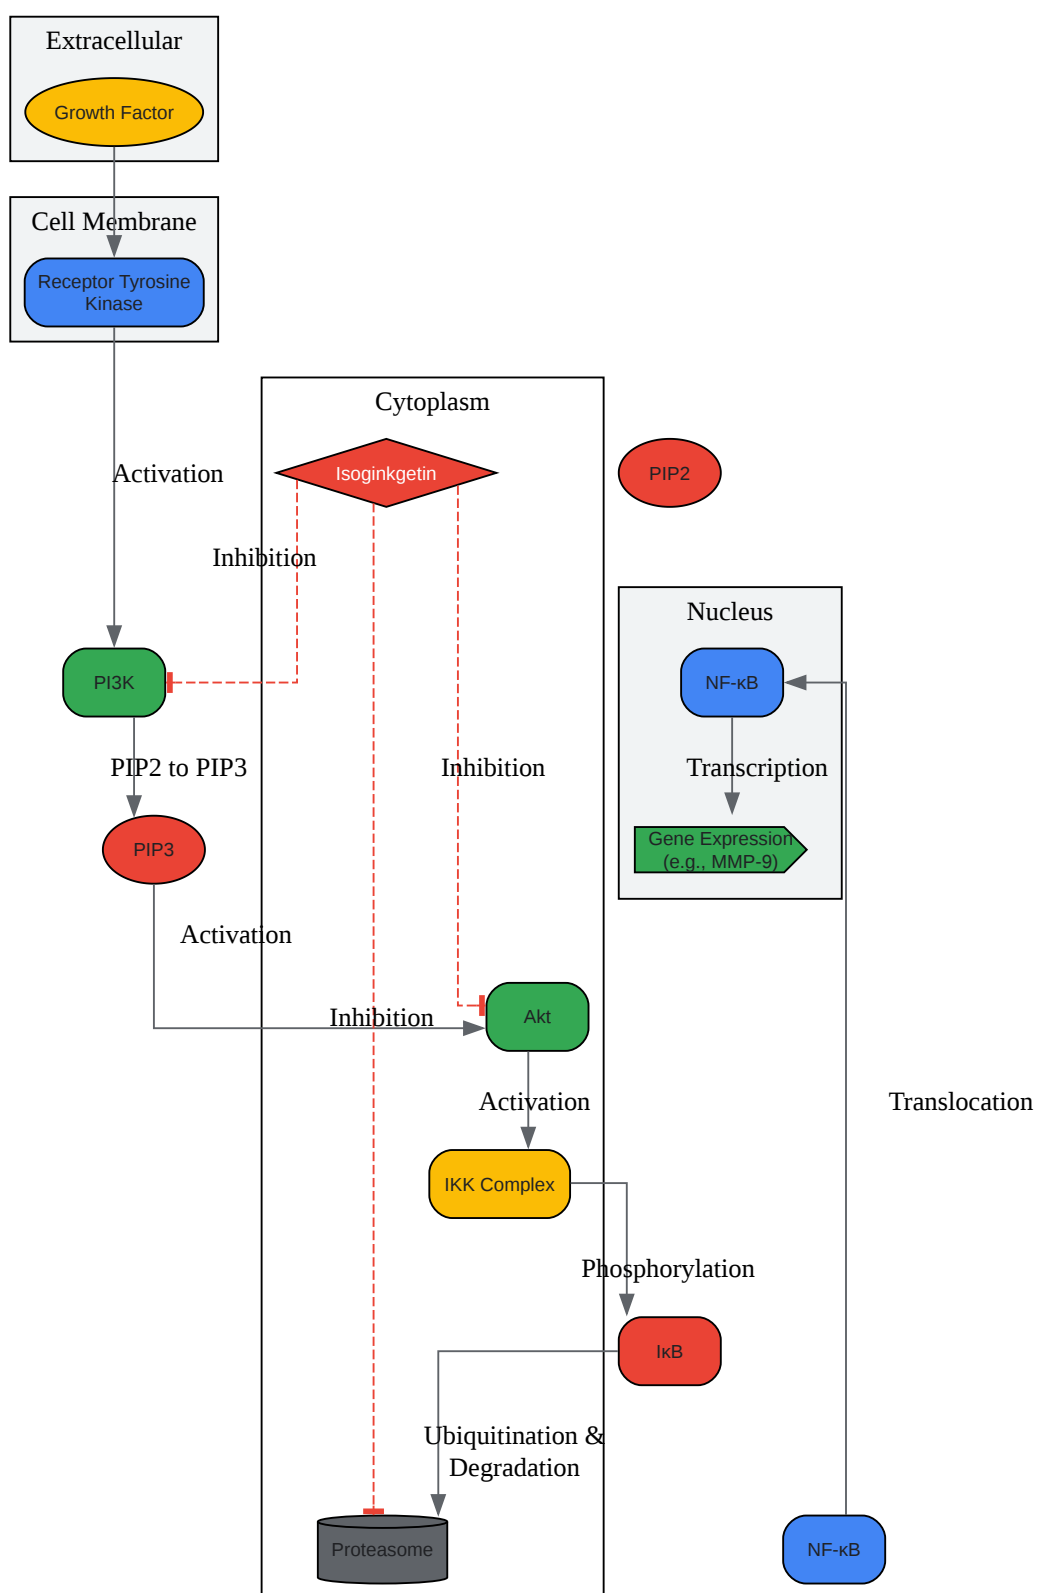 Extracellular
Growth Factor
Cell Membrane
Receptor Tyrosine
Kinase
Cytoplasm
Activation
Isoginkgetin
PIP2
Inhibition
Nucleus
PI3K
NF-κB
PIP2 to PIP3
Inhibition
Transcription
Gene Expression
(e.g., MMP-9)
PIP3
Activation
Inhibition
Akt
Activation
Translocation
IKK Complex
Phosphorylation
IκB
Ubiquitination &
Degradation
Proteasome
NF-κB